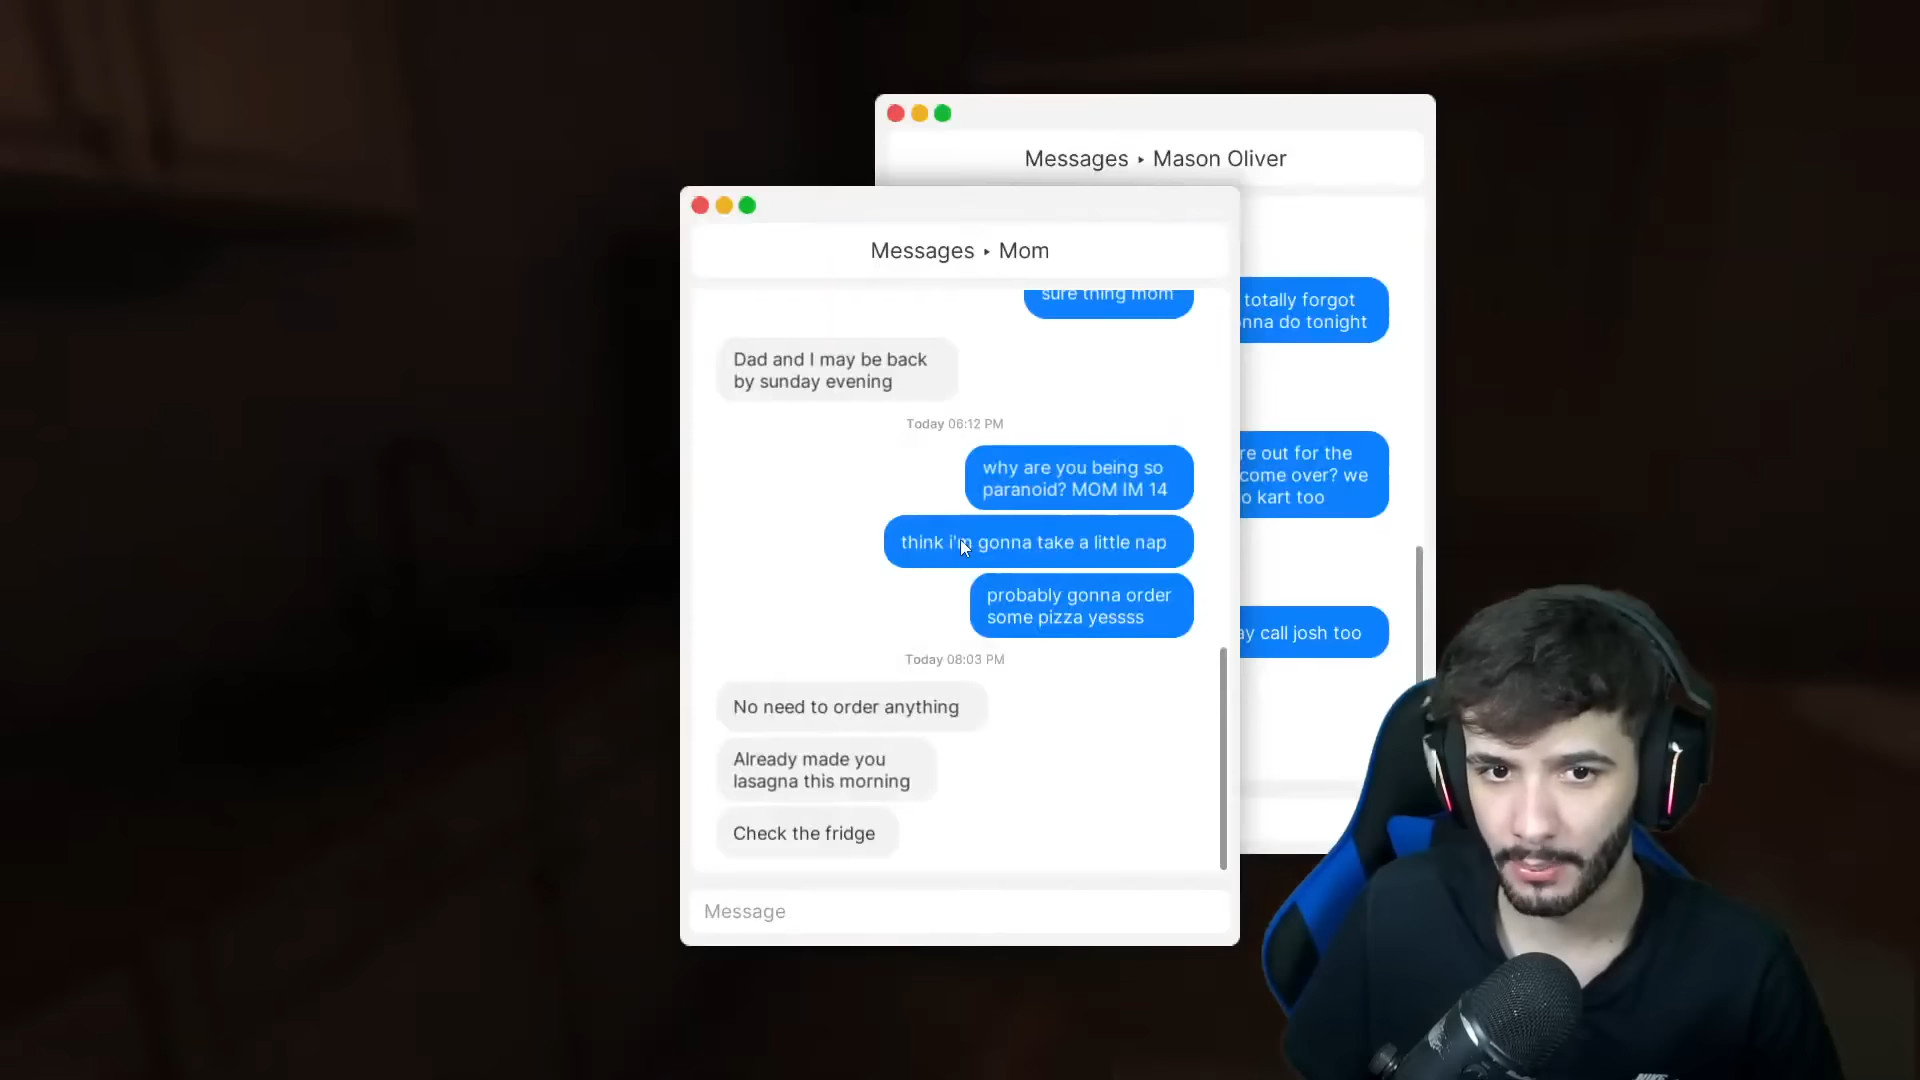 Messages ‣ Mason Oliver
totally forgot
nna do tonight
re out for the
come over? we
o kart too
ay call josh too
Messages ‣ Mom
sure thing mom
Dad and I may be back
by sunday evening
Today 06:12 PM
why are you being so
paranoid? MOM IM 14
think i'm gonna take a little nap
probably gonna order
some pizza yessss
Today 08:03 PM
No need to order anything
Already made you
lasagna this morning
Check the fridge
Message
NIKE